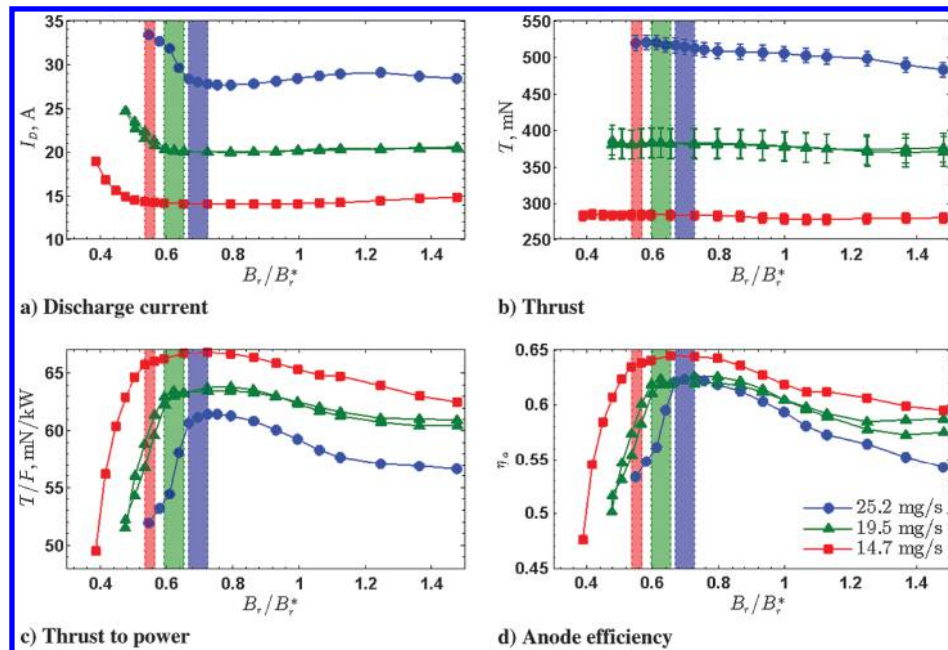 35
30
25
20
15
10
I_D, A
0.4 0.6 0.8 1 1.2 1.4
B_r/B_r^*
a) Discharge current
550
500
450
400
350
300
250
T, mN
0.4 0.6 0.8 1 1.2 1.4
B_r/B_r^*
b) Thrust
65
60
55
50
T/P, mN/kW
0.4 0.6 0.8 1 1.2 1.4
B_r/B_r^*
c) Thrust to power
0.65
0.6
0.55
0.5
0.45
η_a
25.2 mg/s
19.5 mg/s
14.7 mg/s
0.4 0.6 0.8 1 1.2 1.4
B_r/B_r^*
d) Anode efficiency